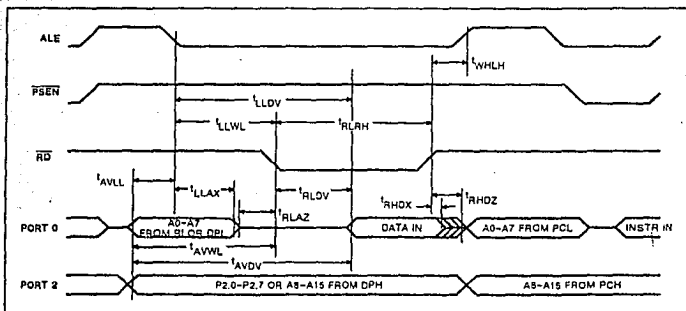 ALE
tWHLH
PSEN
tLLDV
tLLWL
tRLRH
RD
tAVLL
tLLAX
tRLDV
tRHDX
tRHDZ
tRLAZ
PORT 0
A0-A7
FROM RI OR DPL
DATA IN
A0-A7 FROM PCL
INSTR IN
tAVWL
tAVDV
PORT 2
P2.0-P2.7 OR A8-A15 FROM DPH
A8-A15 FROM PCH